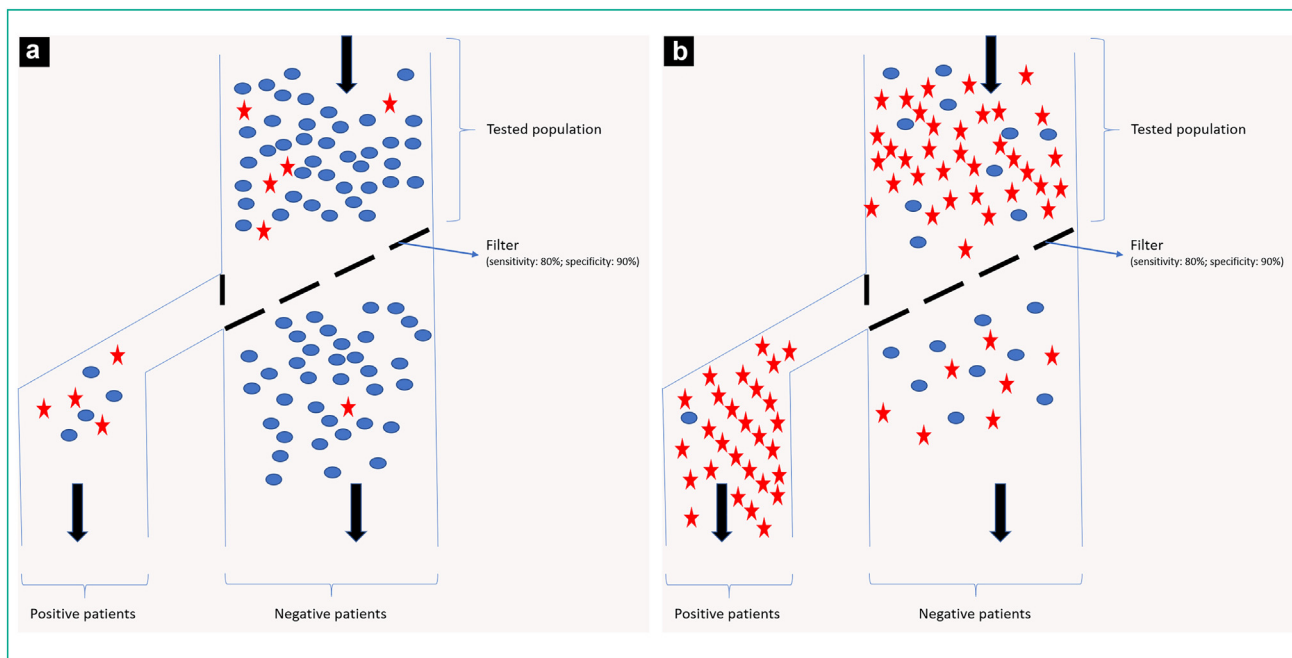 a
Tested population
Filter
(sensitivity: 80%; specificity: 90%)
Positive patients
Negative patients
b
Tested population
Filter
(sensitivity: 80%; specificity: 90%)
Positive patients
Negative patients